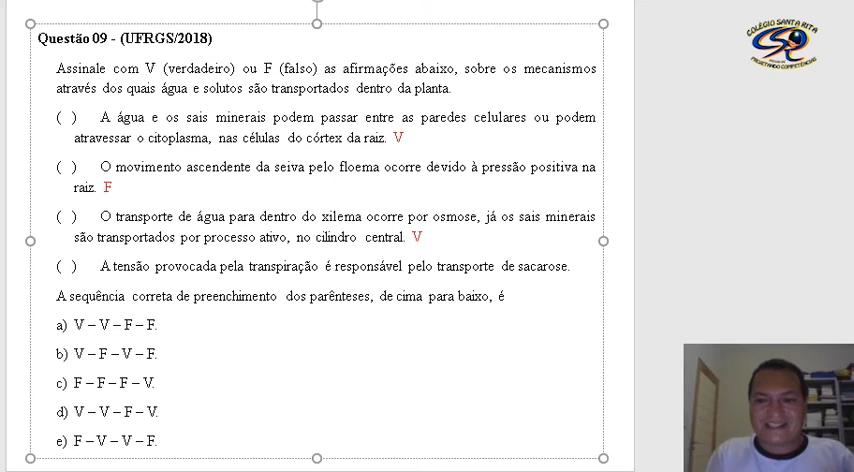 Questão 09 - (UFRGS/2018)
Assinale com V (verdadeiro) ou F (falso) as afirmações abaixo, sobre os mecanismos
através dos quais água e solutos são transportados dentro da planta.
( ) A água e os sais minerais podem passar entre as paredes celulares ou podem
atravessar o citoplasma, nas células do córtex da raiz. V
( ) O movimento ascendente da seiva pelo floema ocorre devido à pressão positiva na
raiz. F
( ) O transporte de água para dentro do xilema ocorre por osmose, já os sais minerais
são transportados por processo ativo, no cilindro central. V
( ) A tensão provocada pela transpiração é responsável pelo transporte de sacarose.
A sequência correta de preenchimento dos parênteses, de cima para baixo, é
a) V – V – F – F.
b) V – F – V – F.
c) F – F – F – V.
d) V – V – F – V.
e) F – V – V – F.
COLÉGIO SANTA RITA
PROJETANDO COMPETÊNCIAS